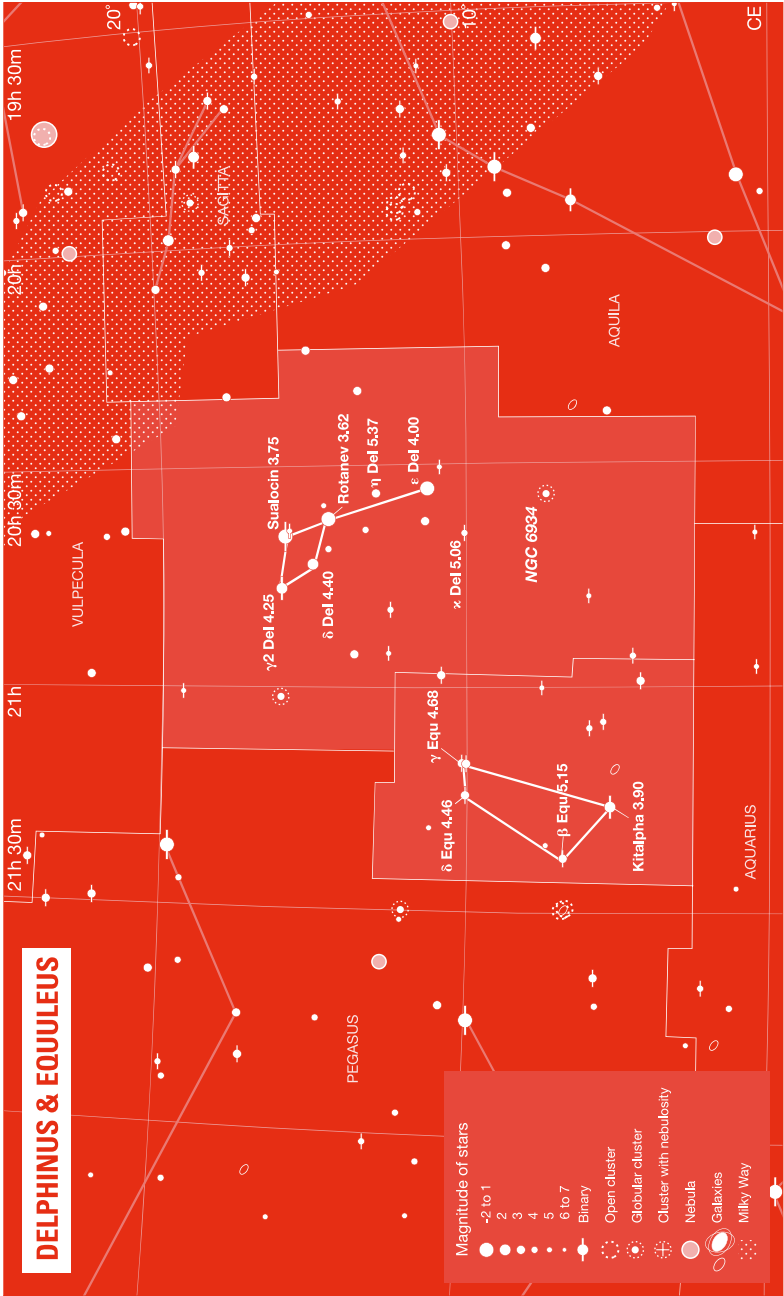 DELPHINUS & EQUULEUS
21h 30m
21h
20h 30m
20h
19h 30m
20°
10°
CE
VULPECULA
SAGITTA
PEGASUS
AQUILA
AQUARIUS
γ2 Del 4.25
Sualocin 3.75
δ Del 4.40
Rotanev 3.62
η Del 5.37
ε Del 4.00
ϰ Del 5.06
NGC 6934
δ Equ 4.46
γ Equ 4.68
β Equ 5.15
Kitalpha 3.90
Magnitude of stars
-2 to 1
2
3
4
5
6 to 7
Binary
Open cluster
Globular cluster
Cluster with nebulosity
Nebula
Galaxies
Milky Way